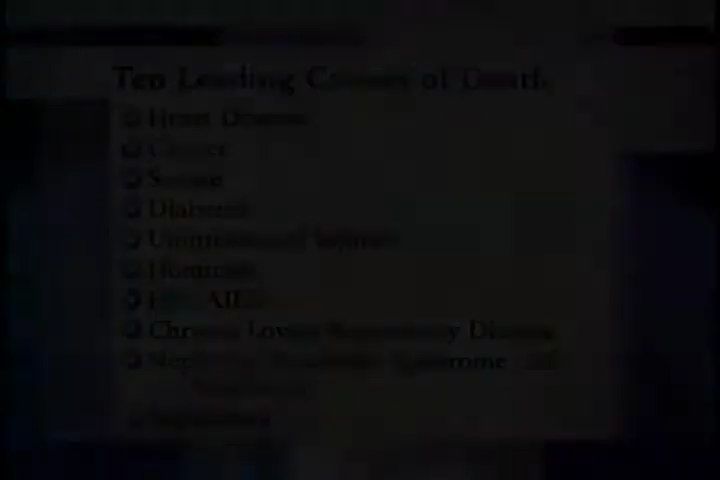 Ten Leading Causes of Death
Heart Disease
Cancer
Stroke
Diabetes
Unintentional Injuries
Homicide
HIV/AIDS
Chronic Lower Respiratory Disease
Nephritis, Nephrotic Syndrome
Septicemia